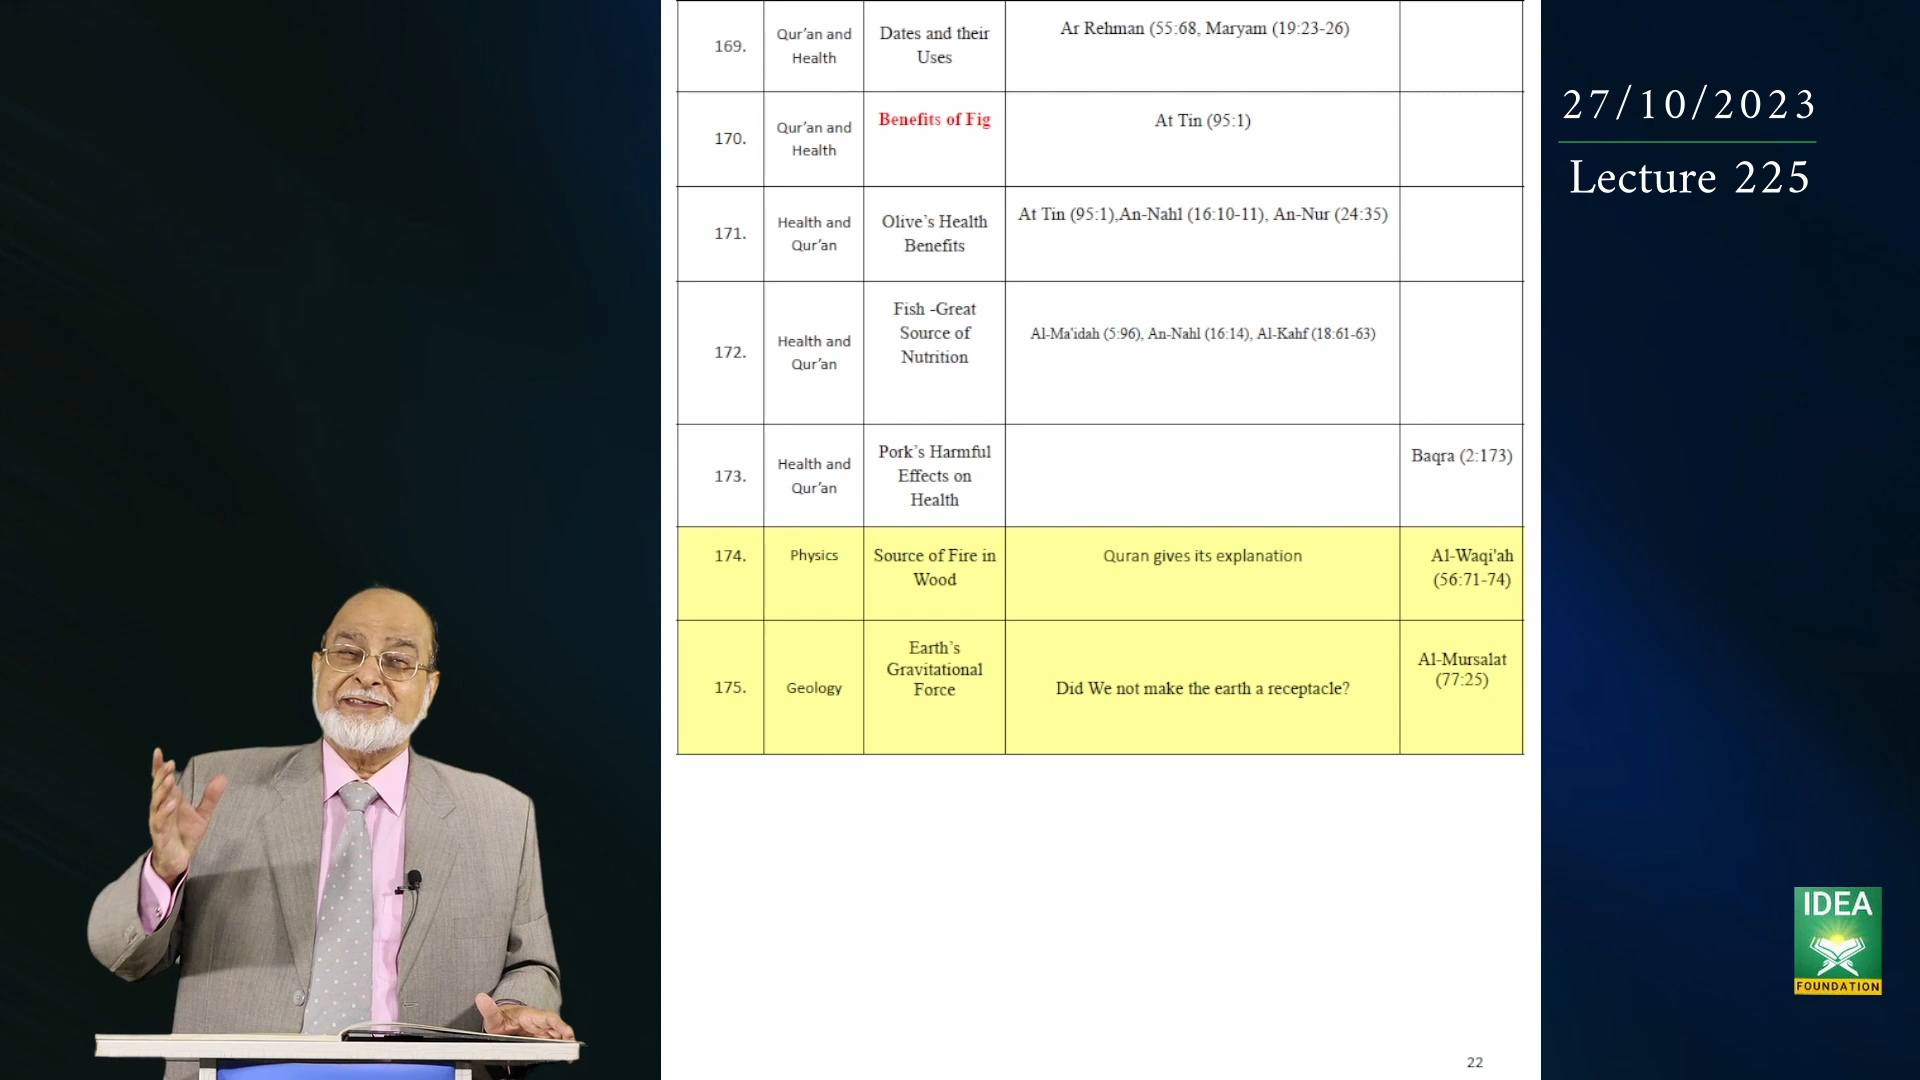 169.
Qur’an and
Health
Dates and their
Uses
Ar Rehman (55:68, Maryam (19:23-26)
170.
Qur’an and
Health
Benefits of Fig
At Tin (95:1)
171.
Health and
Qur’an
Olive’s Health
Benefits
At Tin (95:1),An-Nahl (16:10-11), An-Nur (24:35)
172.
Health and
Qur’an
Fish -Great
Source of
Nutrition
Al-Ma'idah (5:96), An-Nahl (16:14), Al-Kahf (18:61-63)
173.
Health and
Qur’an
Pork’s Harmful
Effects on
Health
Baqra (2:173)
174.
Physics
Source of Fire in
Wood
Quran gives its explanation
Al-Waqi'ah
(56:71-74)
175.
Geology
Earth’s
Gravitational
Force
Did We not make the earth a receptacle?
Al-Mursalat
(77:25)
22
27/10/2023
Lecture 225
IDEA
FOUNDATION